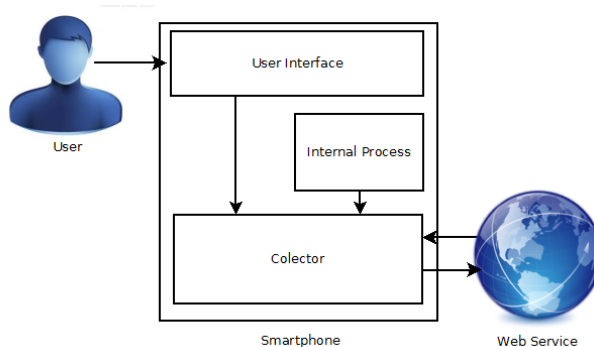 User Interface
User
Internal Process
Colector
Smartphone
Web Service